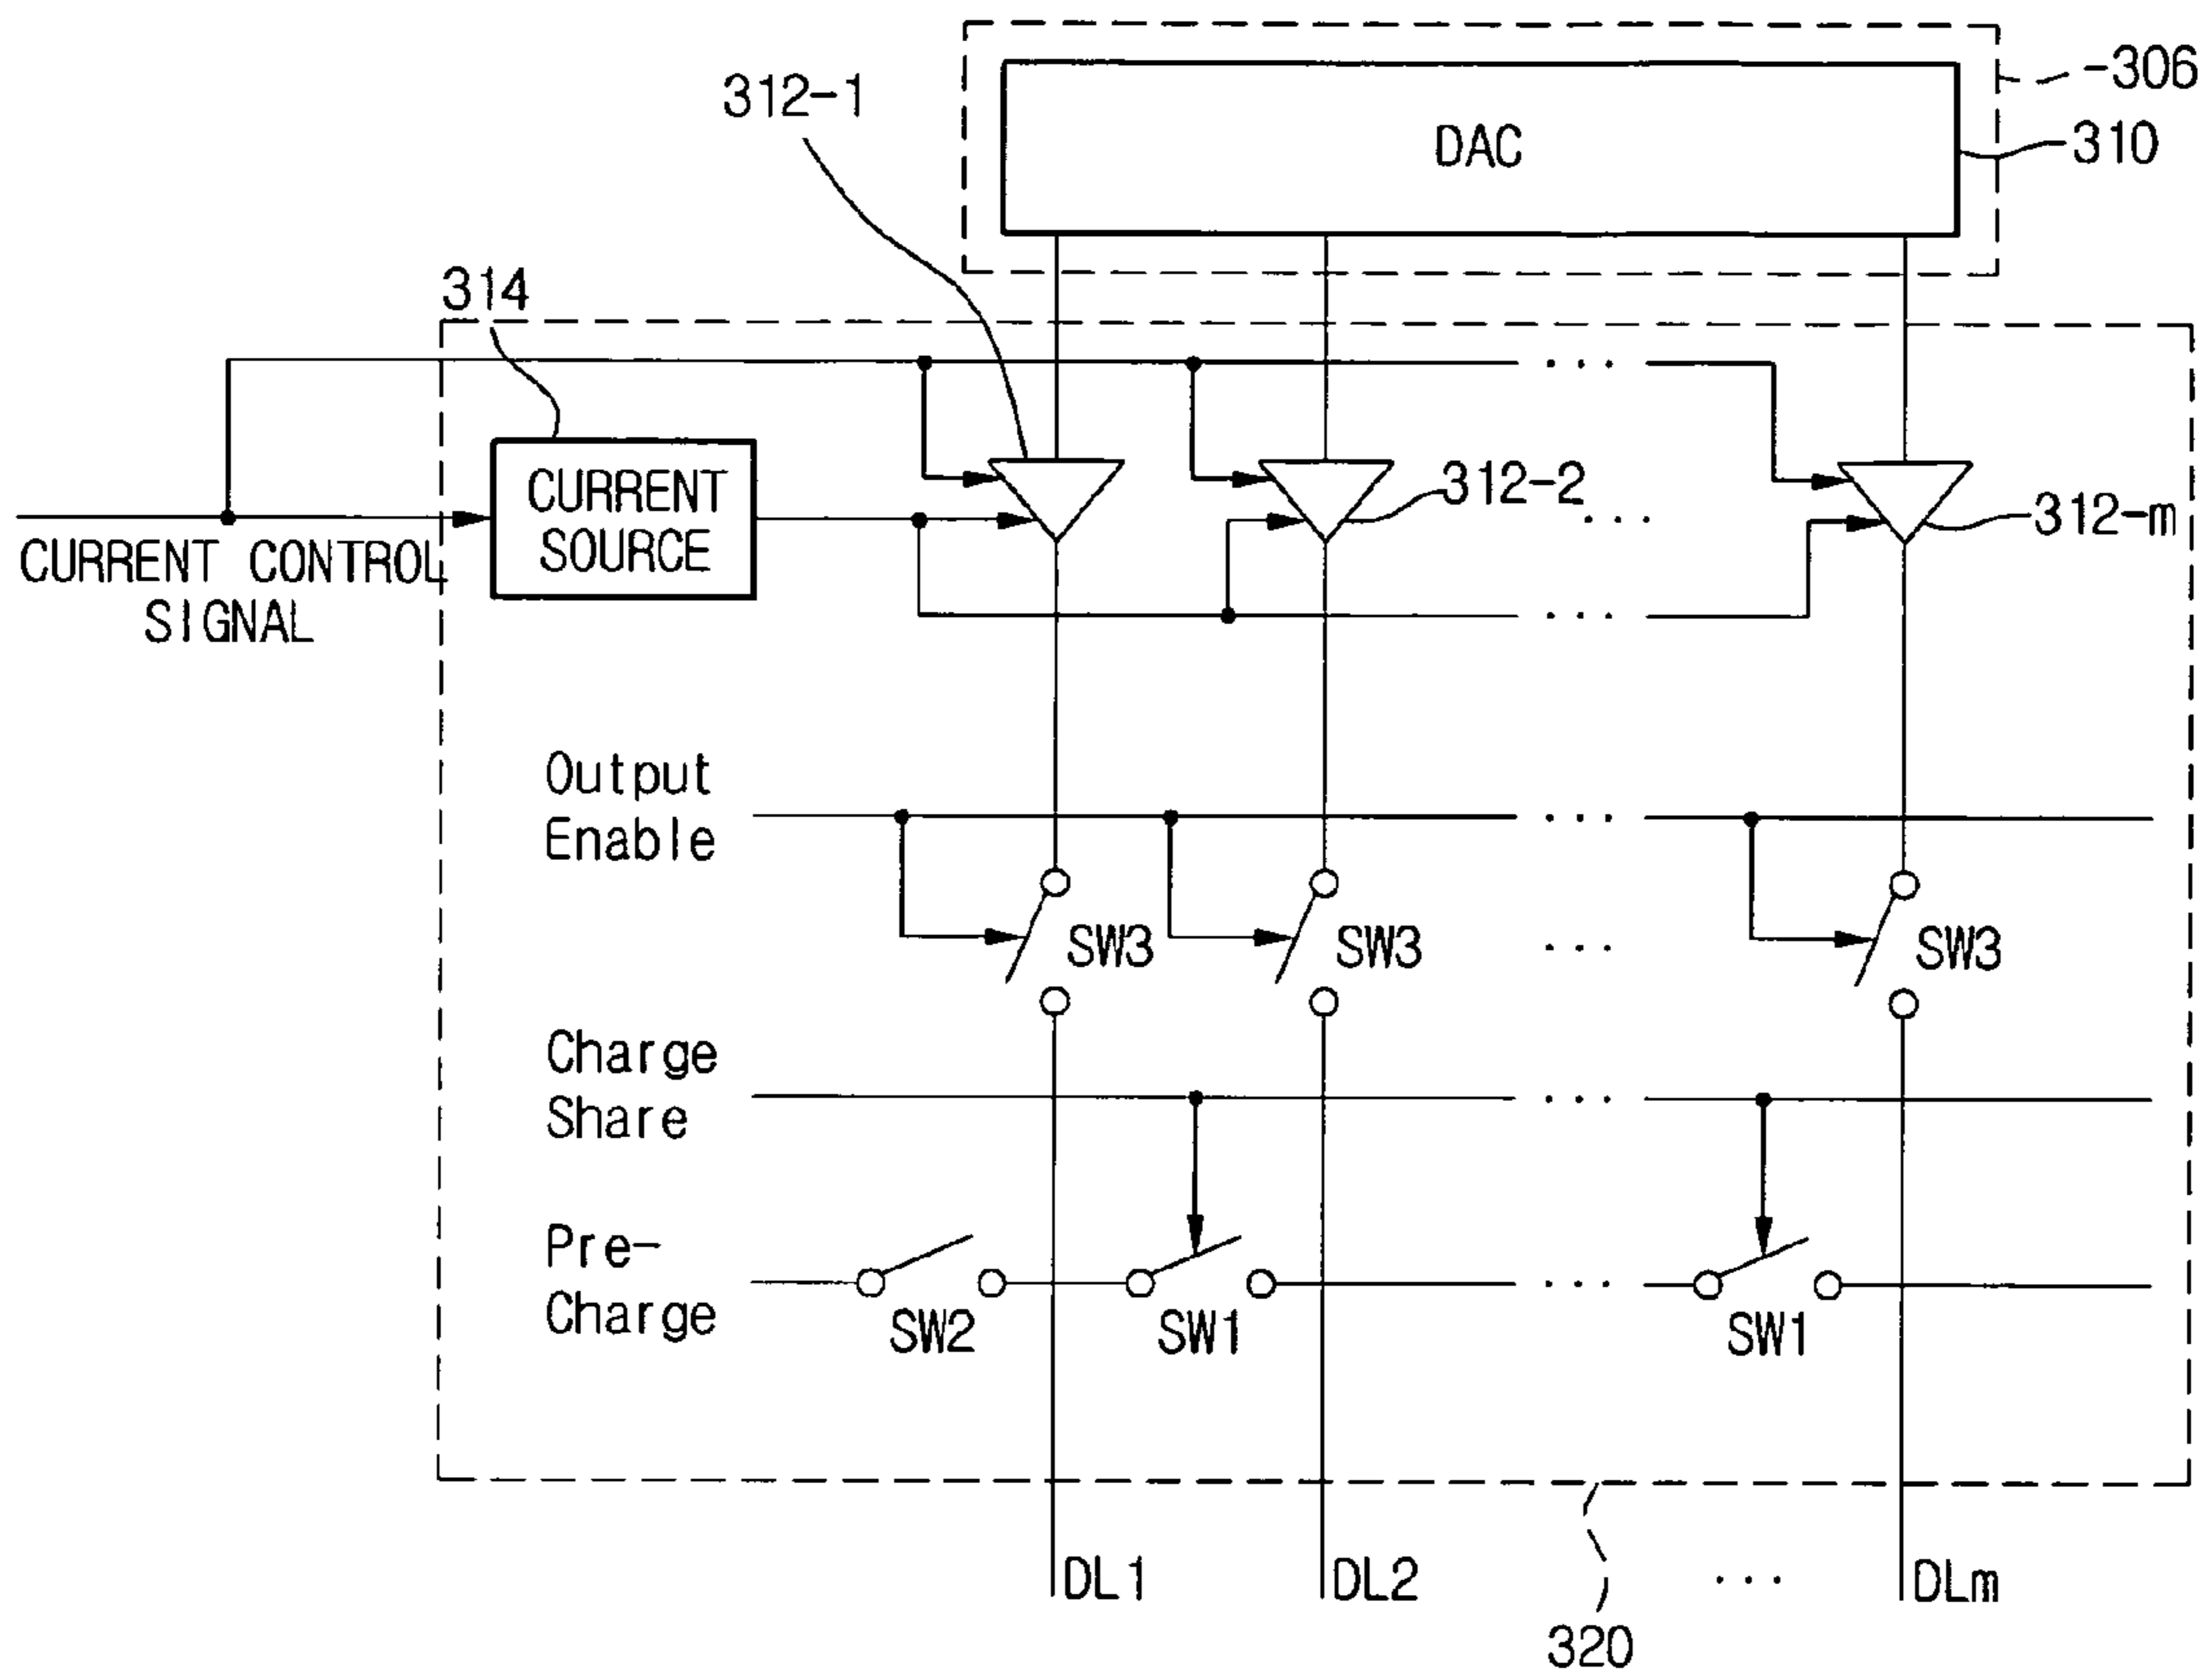 312-1
306
DAC
310
314
CURRENT
SOURCE
312-2
...
312-m
CURRENT CONTROL
SIGNAL
...
...
Output
Enable
...
SW3
SW3
...
SW3
Charge
Share
...
Pre-
Charge
SW2
SW1
...
SW1
DL1
DL2
...
DLm
320